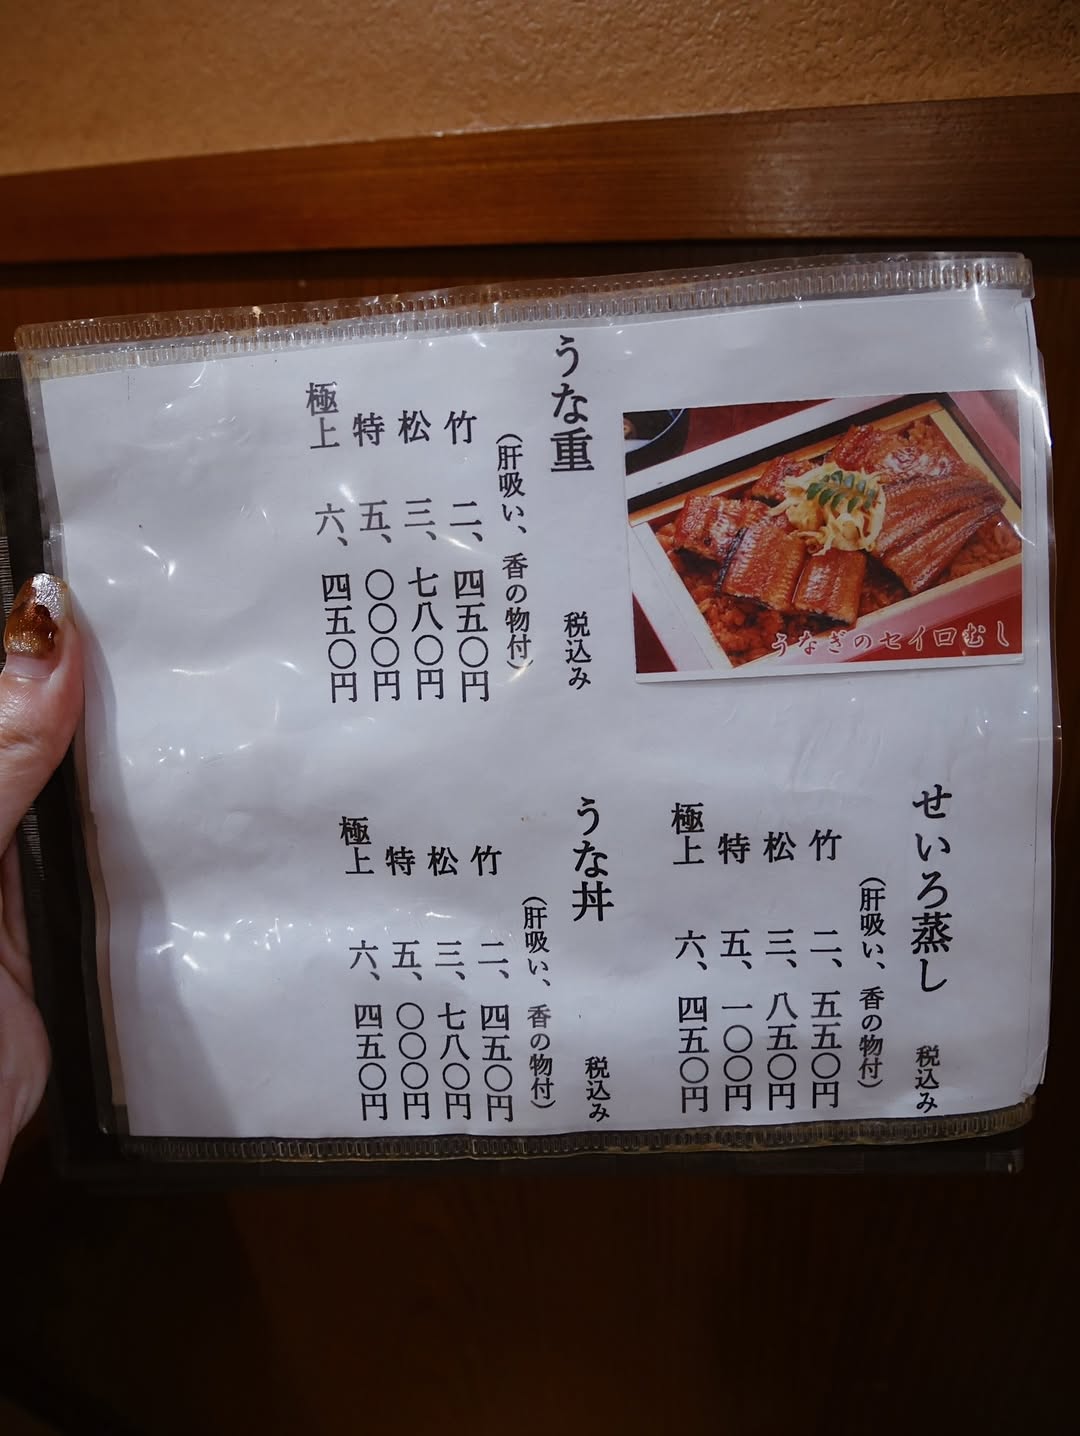 うな重　税込み
（肝吸い、香の物付）
竹　二、四五〇円
松　三、七八〇円
特　五、〇〇〇円
極上　六、四五〇円
うなぎのセイロむし
せいろ蒸し　税込み
（肝吸い、香の物付）
竹　二、五五〇円
松　三、八五〇円
特　五、一〇〇円
極上　六、四五〇円
うな丼　税込み
（肝吸い、香の物付）
竹　二、四五〇円
松　三、七八〇円
特　五、〇〇〇円
極上　六、四五〇円